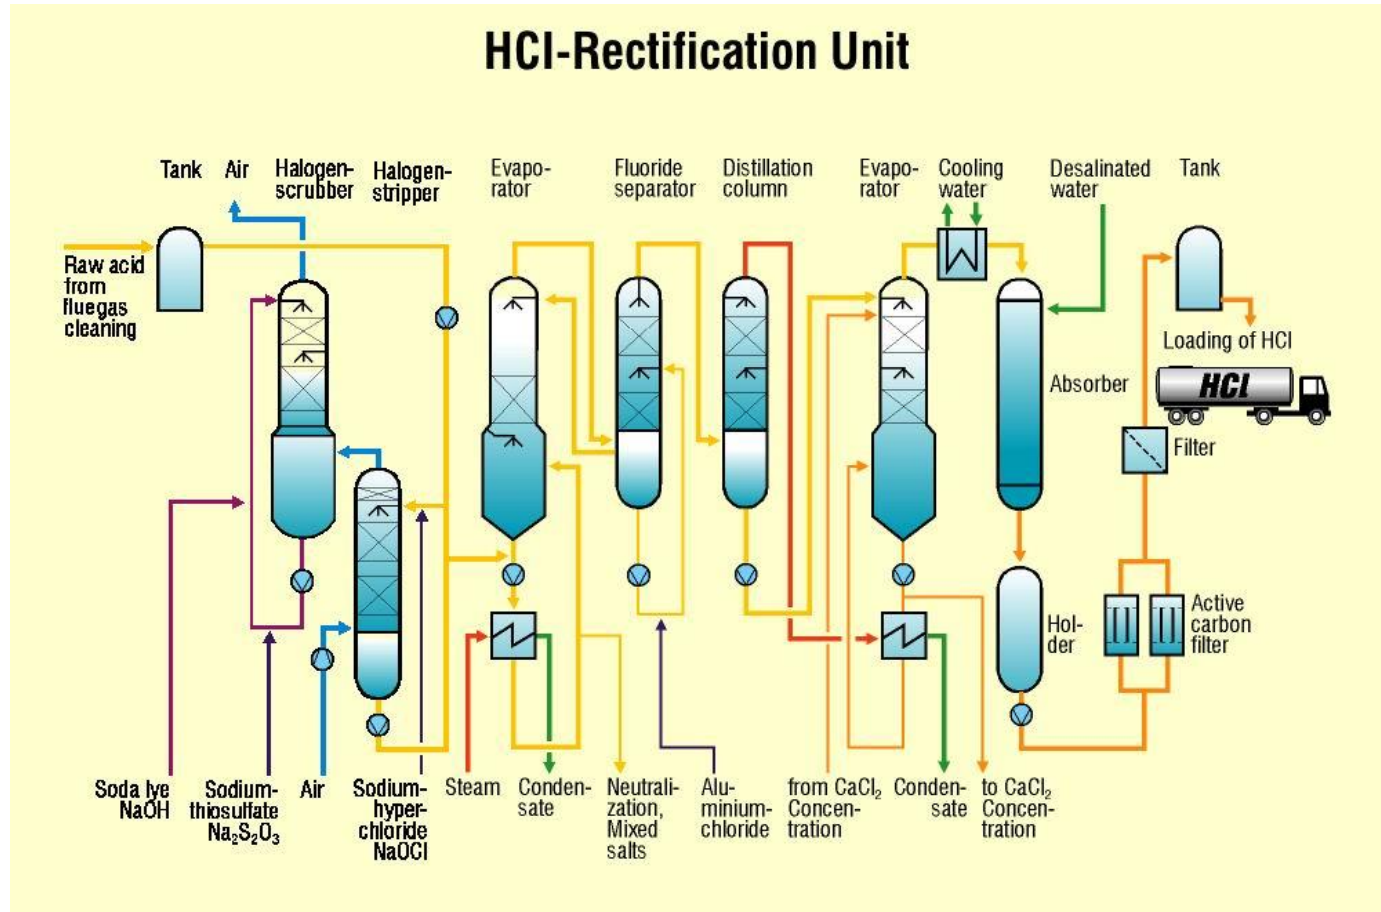 HCl-Rectification Unit
Tank
Air
Halogen-
scrubber
Halogen-
stripper
Evapo-
rator
Fluoride
separator
Distillation
column
Evapo-
rator
Cooling
water
Desalinated
water
Tank
Raw acid
from
fluegas
cleaning
Loading of HCl
HCl
Absorber
Filter
Active
carbon
filter
Hol-
der
Soda lye
NaOH
Sodium-
thiosulfate
Na₂S₂O₃
Air
Sodium-
hyper-
chloride
NaOCl
Steam
Conden-
sate
Neutrali-
zation,
Mixed
salts
Alu-
minium-
chloride
from CaCl₂
Concen-
tration
Conden-
sate
to CaCl₂
Concen-
tration